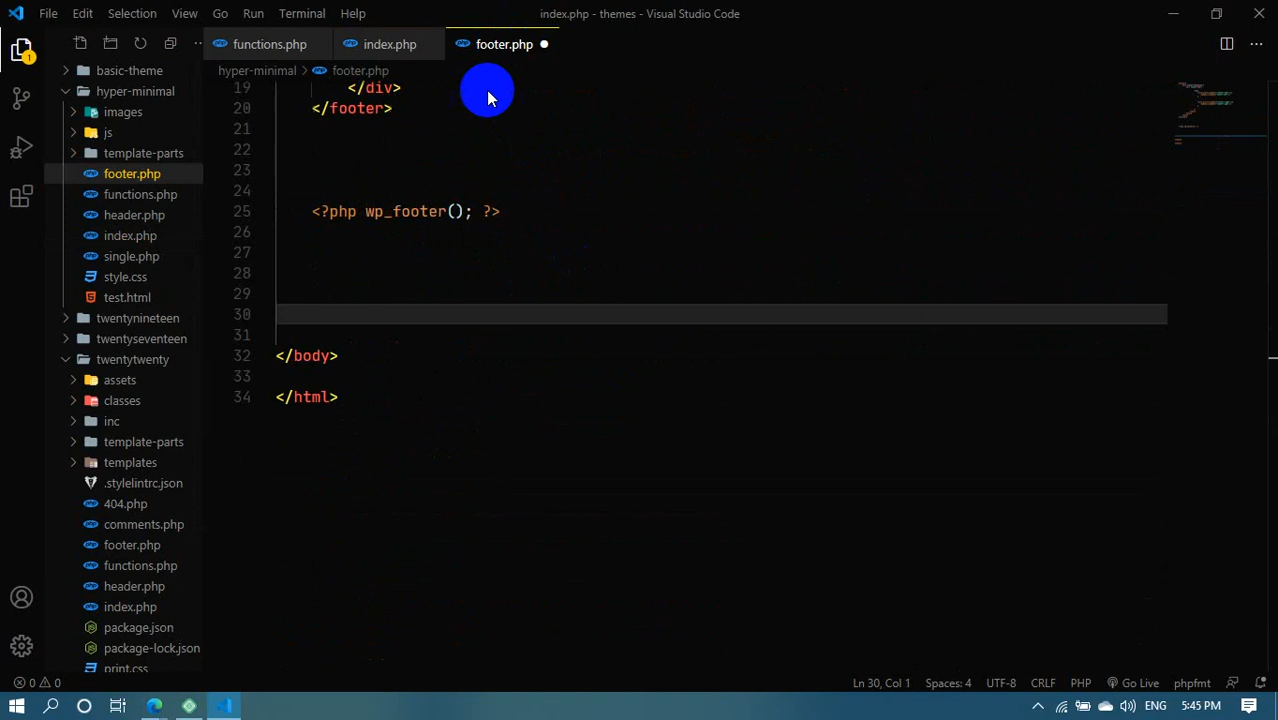 File Edit Selection View Go Run Terminal Help
index.php - themes - Visual Studio Code
functions.php index.php footer.php
hyper-minimal > footer.php
1
basic-theme
hyper-minimal
images
js
template-parts
footer.php
functions.php
header.php
index.php
single.php
style.css
test.html
twentynineteen
twentyseventeen
twentytwenty
assets
classes
inc
template-parts
templates
.stylelintrc.json
404.php
comments.php
footer.php
functions.php
header.php
index.php
package.json
package-lock.json
print.css
19 </div>
20 </footer>
21
22
23
24
25 <?php wp_footer(); ?>
26
27
28
29
30
31
32 </body>
33
34 </html>
0 0 Ln 30, Col 1 Spaces: 4 UTF-8 CRLF PHP Go Live phpfmt
ENG 5:45 PM